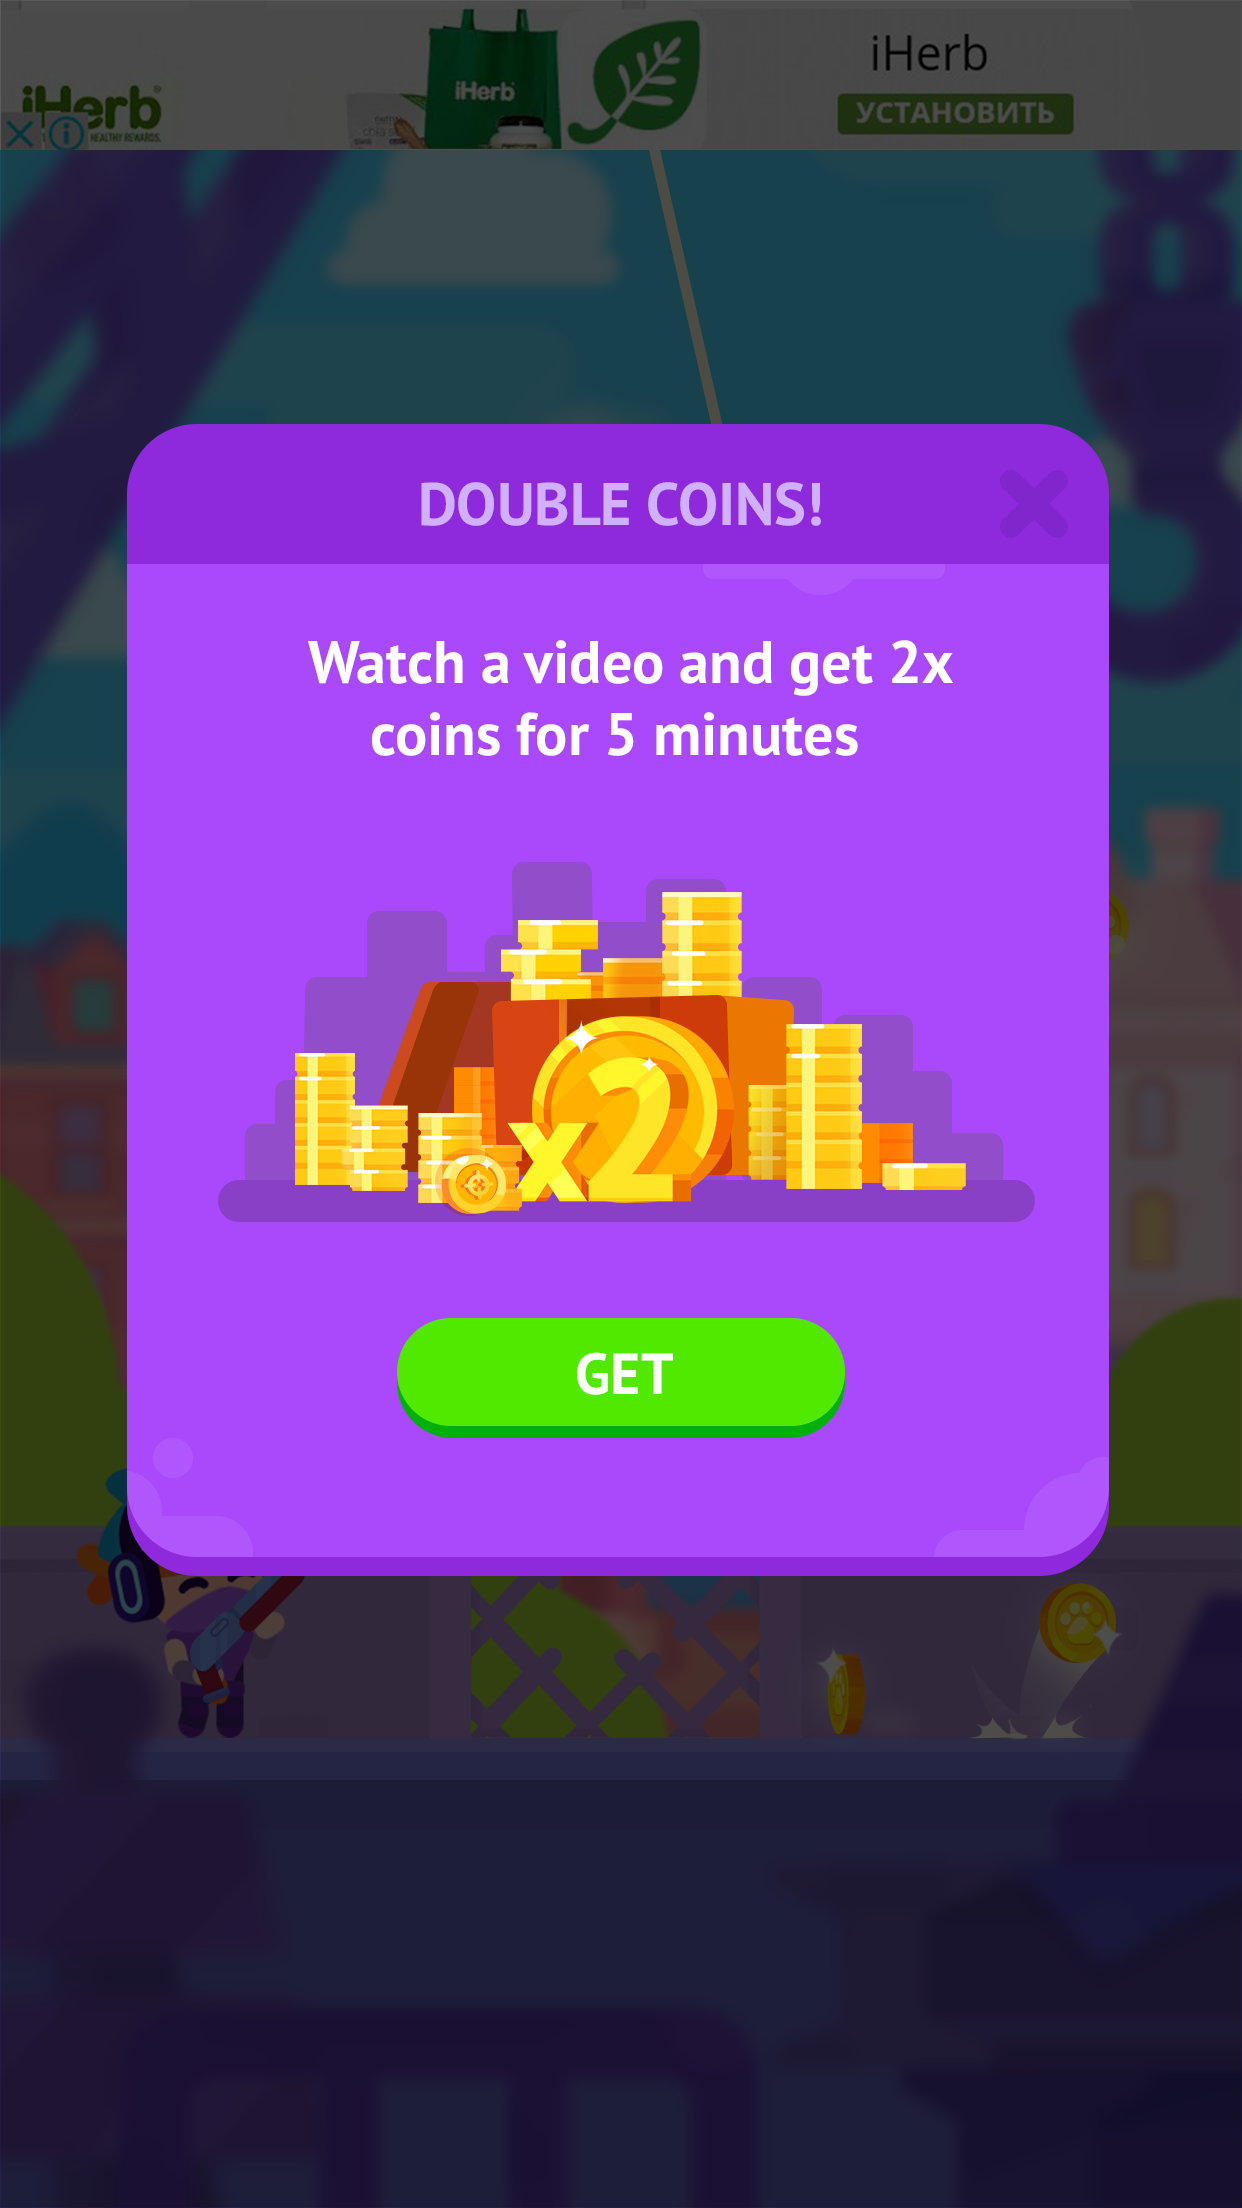 iHerb
УСТАНОВИТЬ
iHerb
HEALTHY REWARDS.
iHerb
DOUBLE COINS!
Watch a video and get 2x
coins for 5 minutes
x2
GET